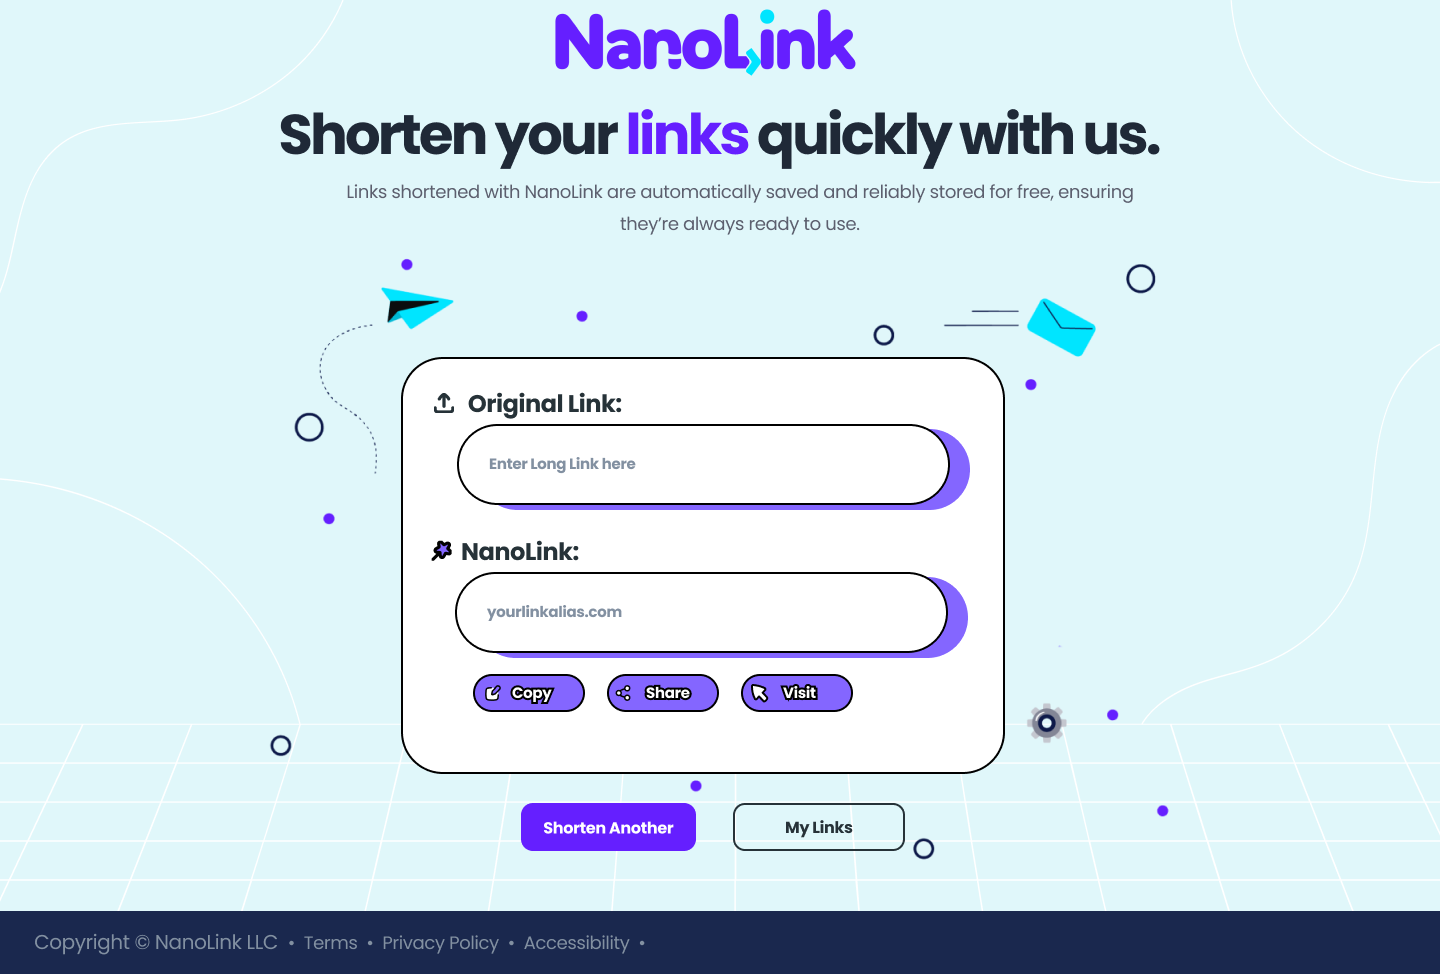 NanoLink
Shorten your links quickly with us.
Links shortened with NanoLink are automatically saved and reliably stored for free, ensuring
they’re always ready to use.
Original Link:
Enter Long Link here
NanoLink:
yourlinkalias.com
Copy Share Visit
Shorten Another My Links
Copyright © NanoLink LLC • Terms • Privacy Policy • Accessibility •